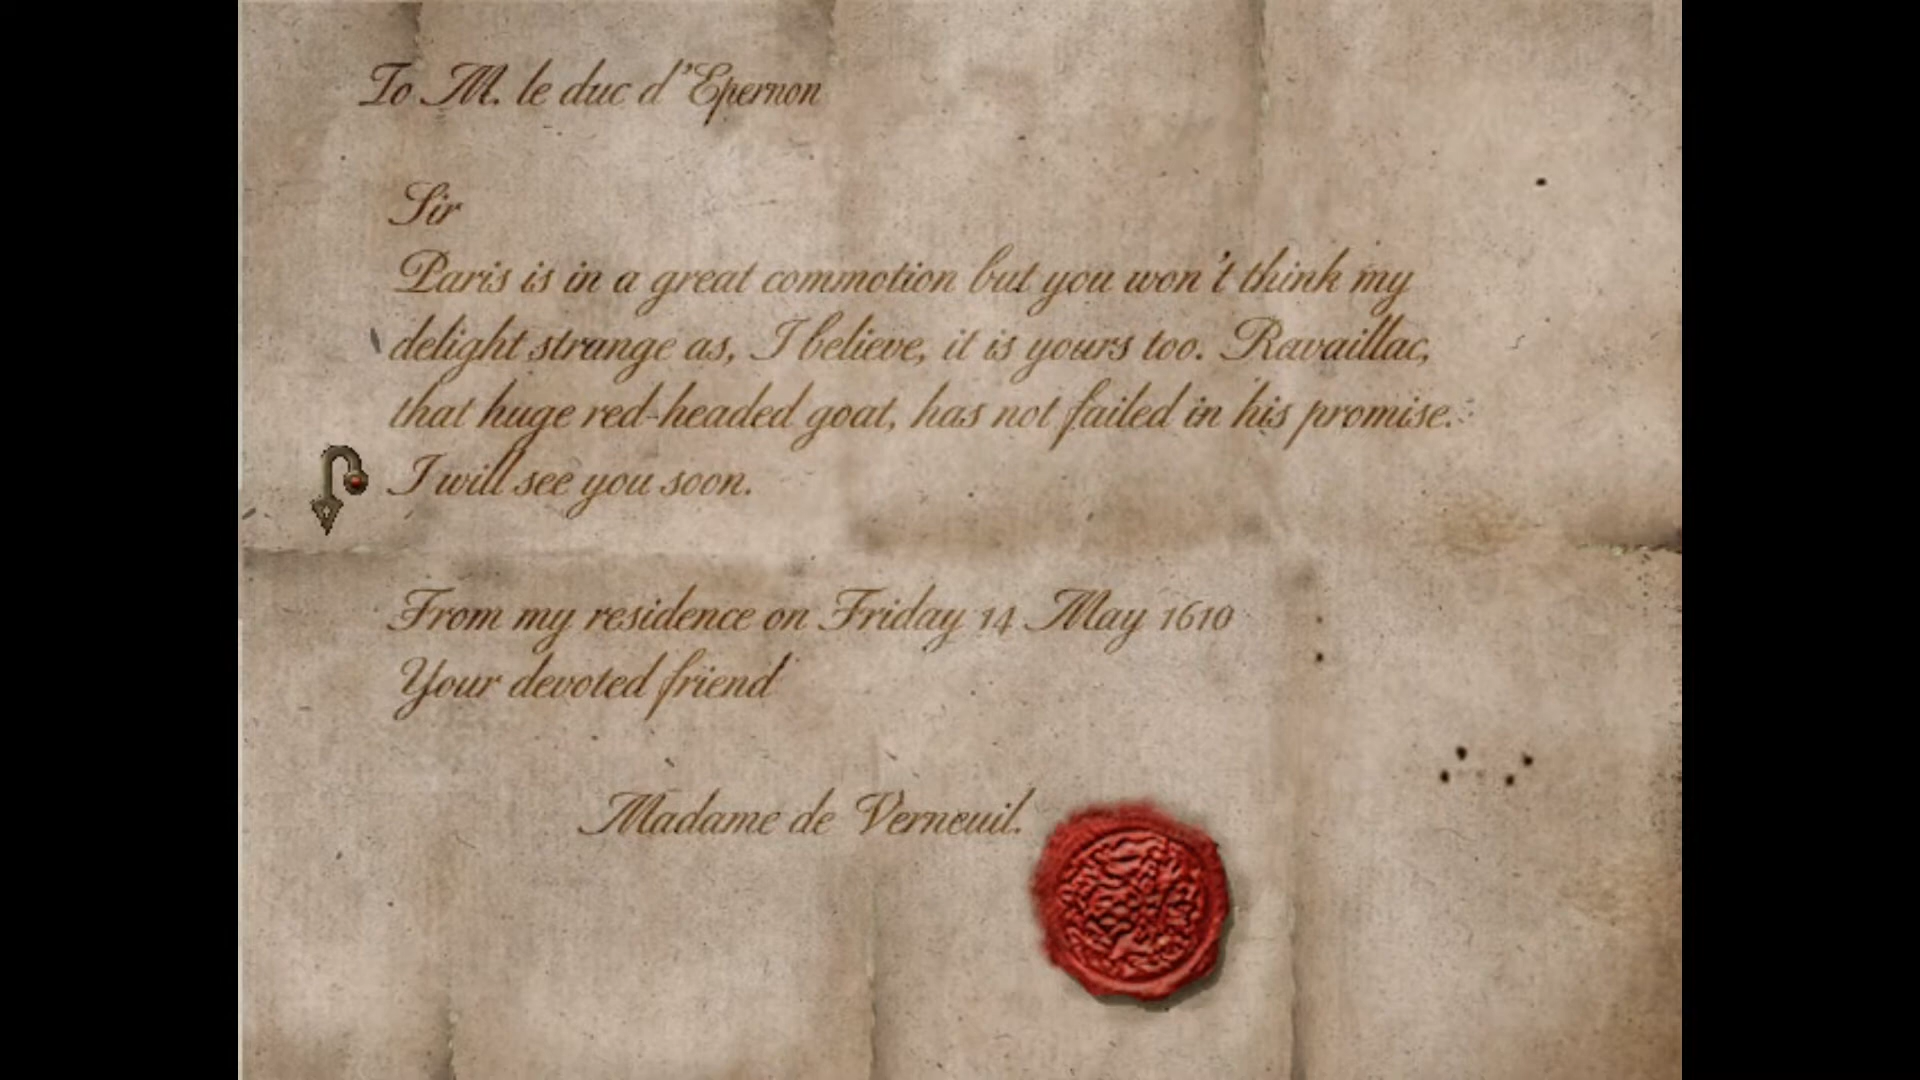 To M. le duc d'Epernon
Sir
Paris is in a great commotion but you won't think my
delight strange as, I believe, it is yours too. Ravaillac,
that huge red-headed goat, has not failed in his promise.
I will see you soon.
From my residence on Friday 14 May 1610
Your devoted friend
Madame de Verneuil.